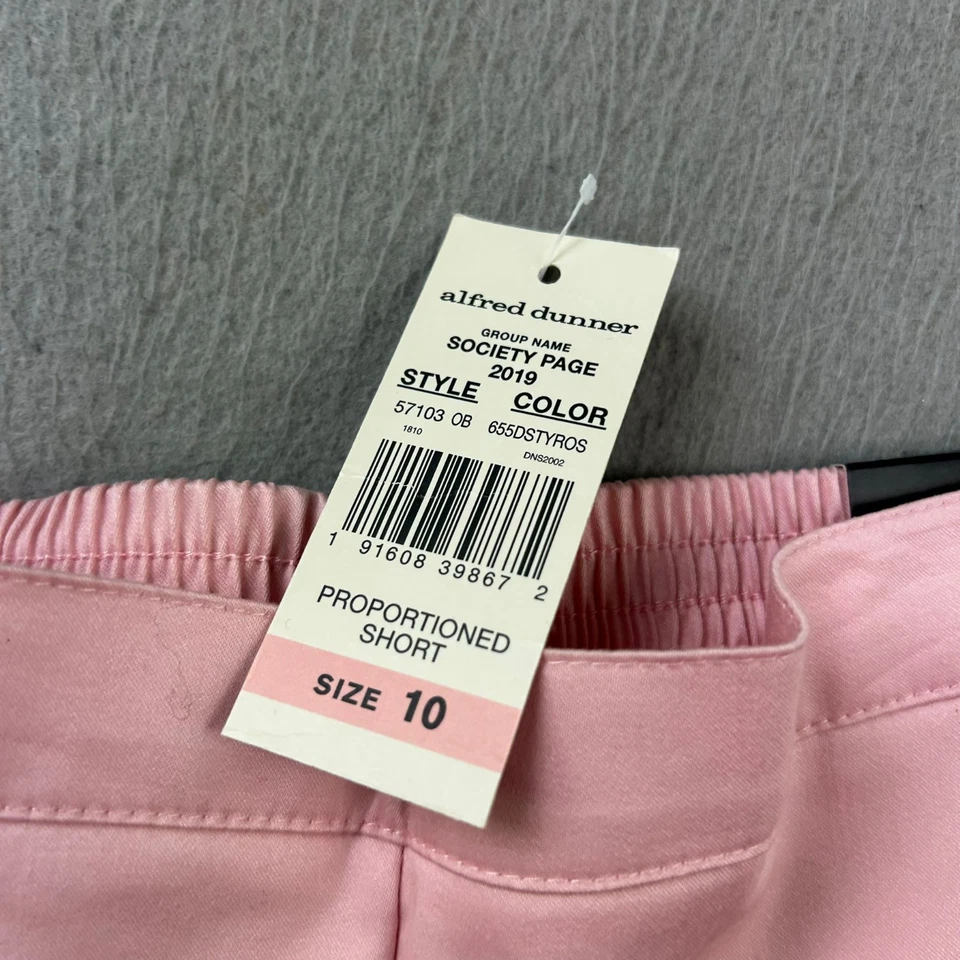 alfred dunner
GROUP NAME
SOCIETY PAGE
2019
STYLE COLOR
57103 OB 655DSTYROS
1810 DNS2002
1 91608 39867 2
PROPORTIONED
SHORT
SIZE 10